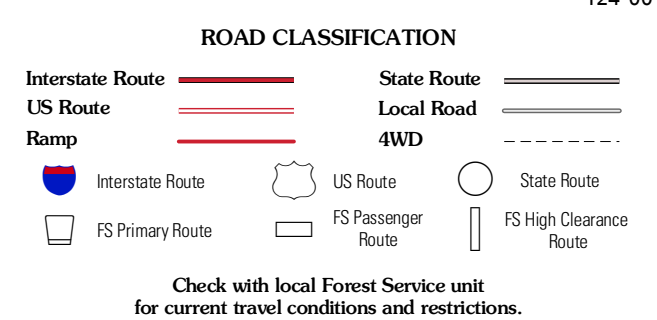 ROAD CLASSIFICATION
Interstate Route
State Route
US Route
Local Road
Ramp
4WD
Interstate Route
US Route
State Route
FS Primary Route
FS Passenger
Route
FS High Clearance
Route
Check with local Forest Service unit
for current travel conditions and restrictions.